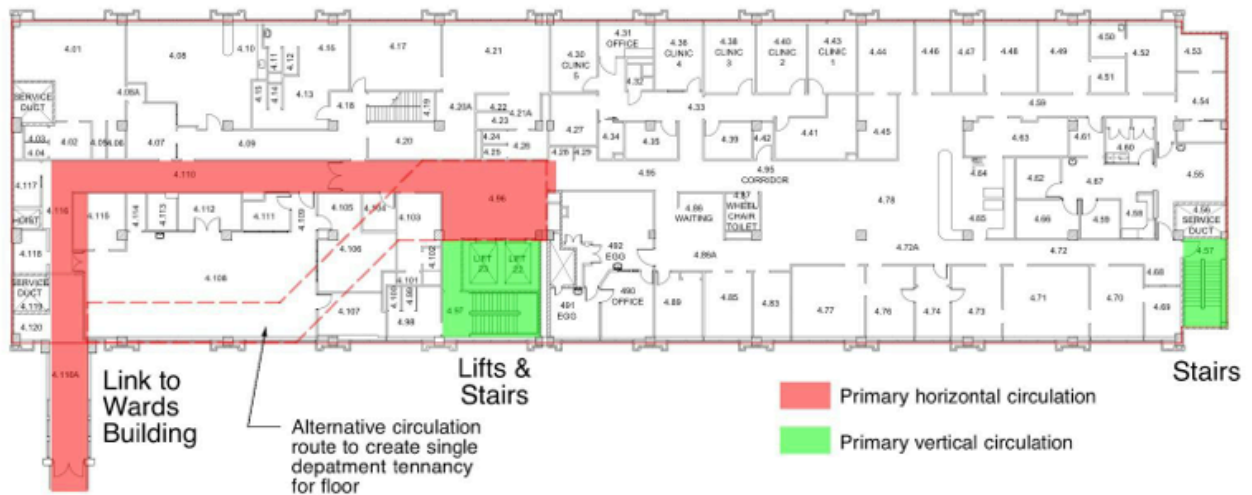 4.01
4.08
4.10
4.11
4.12
4.15
4.17
4.21
4.30
CLINIC
5
4.31
OFFICE
4.36
CLINIC
4
4.38
CLINIC
3
4.40
CLINIC
2
4.43
CLINIC
1
4.44
4.46
4.47
4.48
4.49
4.50
4.52
4.53
SERVICE
DUCT
4.08A
4.15
4.14
4.13
4.18
4.19
4.20A
4.22
4.21A
4.23
4.32
4.33
4.51
4.59
4.54
4.03
4.02
4.04
4.07
4.09
4.20
4.24
4.25
4.26
4.27
4.28
4.29
4.34
4.35
4.39
4.42
4.41
4.45
4.63
4.61
4.60
4.55
4.110
4.95
4.95
CORRIDOR
4.64
4.62
4.67
4.117
4.116
4.115
4.114
4.113
4.112
4.111
4.109
4.105
4.104
4.103
4.96
4.86
WAITING
WHEEL
CHAIR
TOILET
4.78
4.65
4.66
4.59
4.58
4.56
SERVICE
DUCT
HOIST
4.118
4.108
4.106
4.102
4.101
LIFT
23
LIFT
22
492
EGG
4.86A
4.72A
4.72
4.57
SERVICE
DUCT
4.119
4.120
4.107
4.98
4.97
491
EGG
490
OFFICE
4.89
4.85
4.83
4.77
4.76
4.74
4.73
4.71
4.70
4.68
4.69
4.116A
Link to
Wards
Building
Lifts &
Stairs
Stairs
Alternative circulation
route to create single
depatment tennancy
for floor
Primary horizontal circulation
Primary vertical circulation